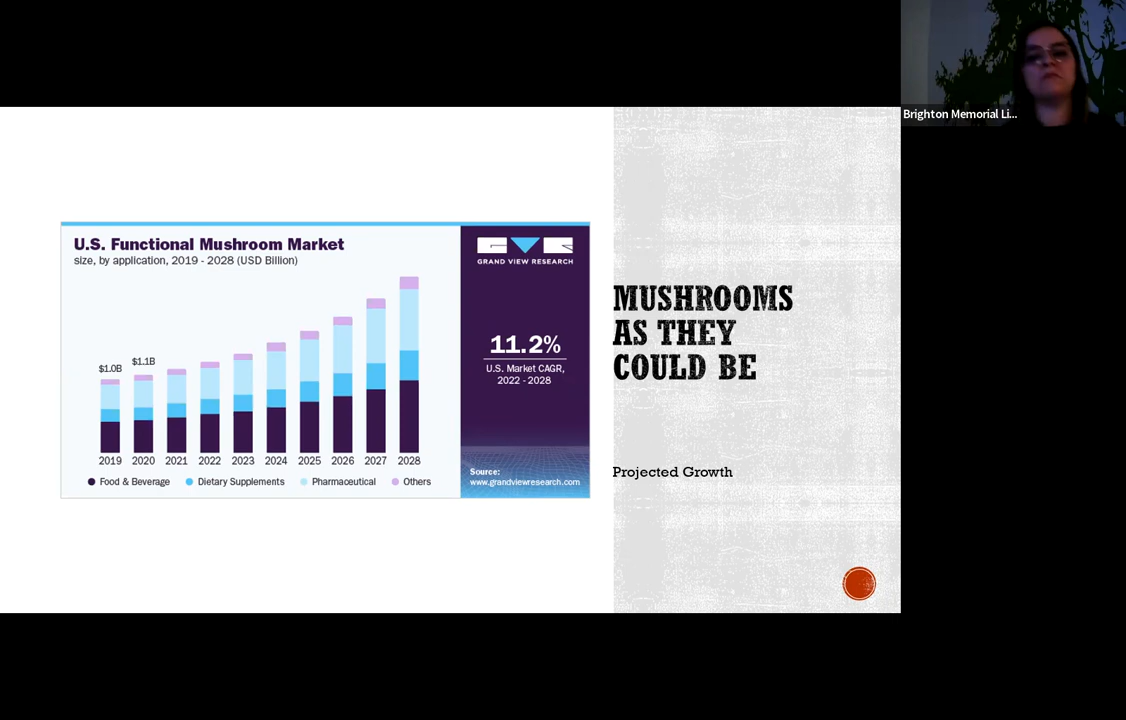 Brighton Memorial Li...
U.S. Functional Mushroom Market
size, by application, 2019 - 2028 (USD Billion)
$1.0B
$1.1B
2019 2020 2021 2022 2023 2024 2025 2026 2027 2028
Food & Beverage Dietary Supplements Pharmaceutical Others
GRAND VIEW RESEARCH
11.2%
U.S. Market CAGR,
2022 - 2028
Source:
www.grandviewresearch.com
MUSHROOMS
AS THEY
COULD BE
Projected Growth